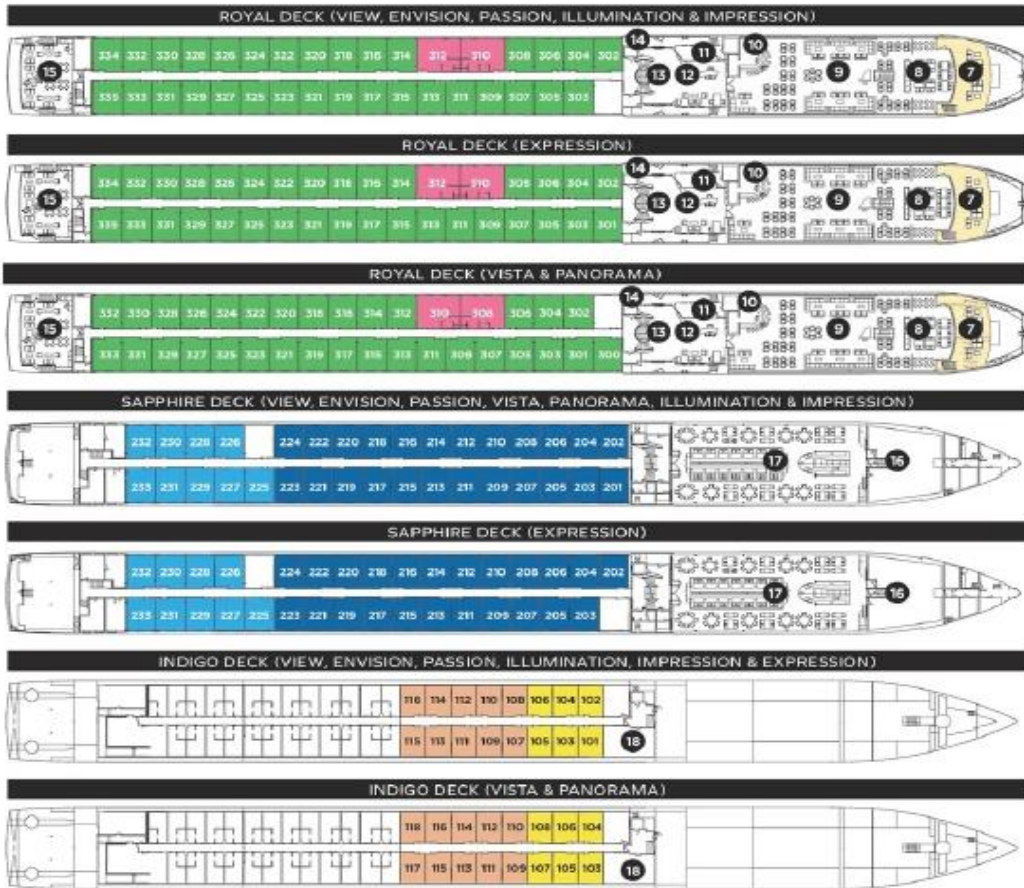 ROYAL DECK (VIEW, ENVISION, PASSION, ILLUMINATION & IMPRESSION)
14 10
334 332 330 328 326 324 322 320 318 316 314 312 310 308 306 304 302 11
15 13 12 9 8 7
335 333 331 329 327 325 323 321 319 317 315 313 311 309 307 305 303
ROYAL DECK (EXPRESSION)
14 10
334 332 330 328 326 324 322 320 318 316 314 312 310 308 306 304 302 11
15 13 12 9 8 7
335 333 331 329 327 325 323 321 319 317 315 313 311 309 307 305 303 301
ROYAL DECK (VISTA & PANORAMA)
14 10
332 330 328 326 324 322 320 318 316 314 312 310 308 306 304 302 11
15 13 12 9 8 7
333 331 329 327 325 323 321 319 317 315 313 311 309 307 305 303 301 300
SAPPHIRE DECK (VIEW, ENVISION, PASSION, VISTA, PANORAMA, ILLUMINATION & IMPRESSION)
232 230 228 226 224 222 220 218 216 214 212 210 208 206 204 202
17 16
233 231 229 227 225 223 221 219 217 215 213 211 209 207 205 203 201
SAPPHIRE DECK (EXPRESSION)
232 230 228 226 224 222 220 218 216 214 212 210 208 206 204 202
17 16
233 231 229 227 225 223 221 219 217 215 213 211 209 207 205 203
INDIGO DECK (VIEW, ENVISION, PASSION, ILLUMINATION, IMPRESSION & EXPRESSION)
116 114 112 110 108 106 104 102
115 113 111 109 107 105 103 101 18
INDIGO DECK (VISTA & PANORAMA)
118 116 114 112 110 108 106 104
117 115 113 111 109 107 105 103 18